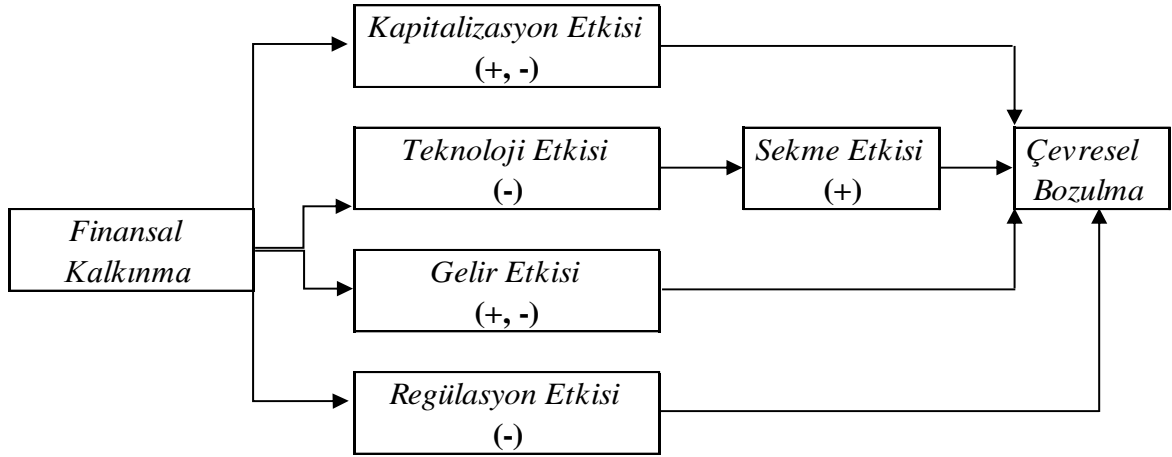 Kapitalizasyon Etkisi
(+, -)
Teknoloji Etkisi
(-)
Sekme Etkisi
(+)
Çevresel
Bozulma
Finansal
Kalkınma
Gelir Etkisi
(+, -)
Regülasyon Etkisi
(-)